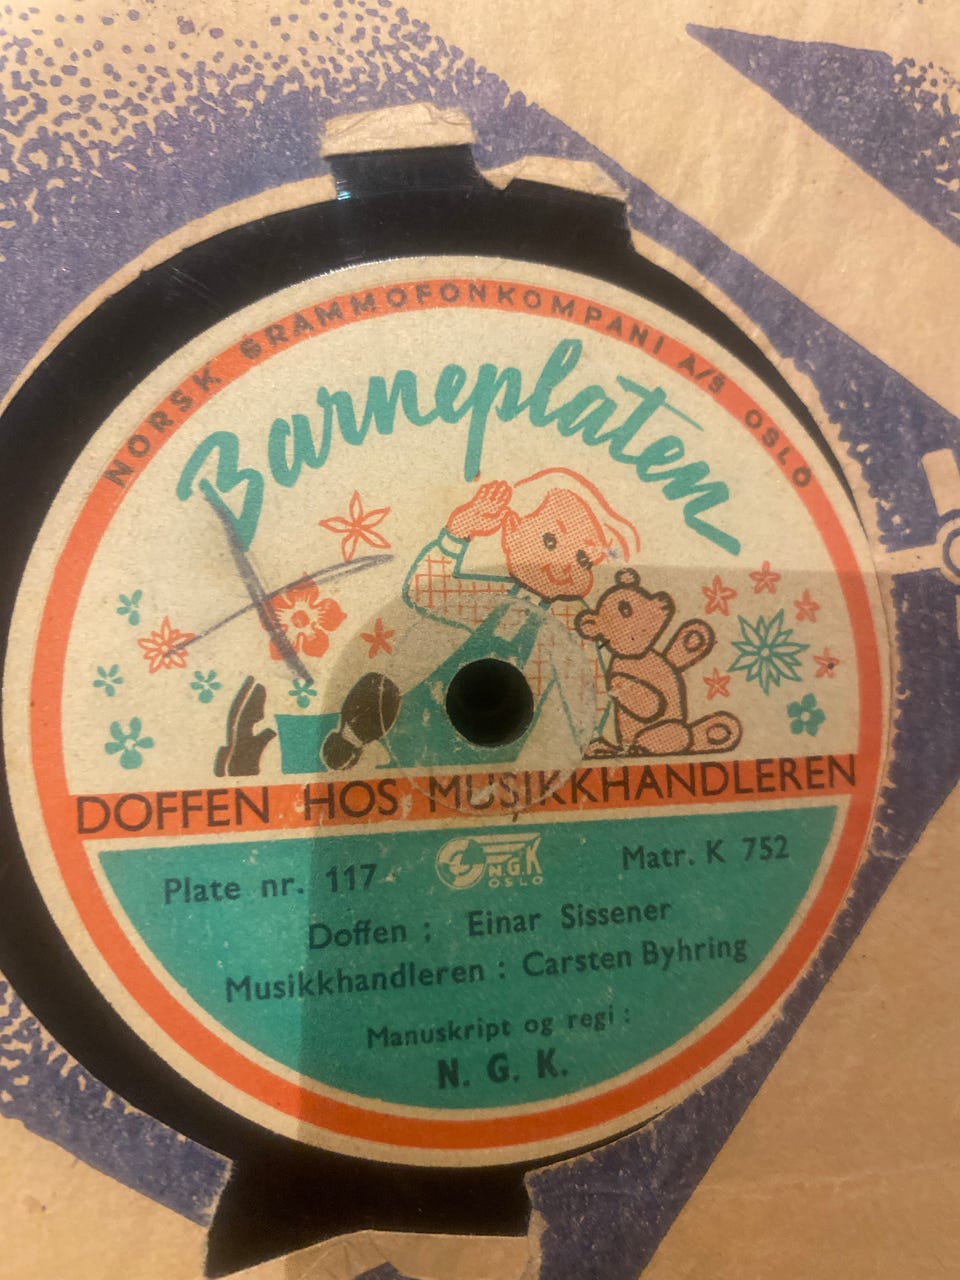 NORSK GRAMMOFONKOMPANI A/S OSLO
Barneplaten
DOFFEN HOS MUSIKKHANDLEREN
Plate nr. 117
N.G.K
OSLO
Matr. K 752
Doffen : Einar Sissener
Musikkhandleren : Carsten Byhring
Manuskript og regi :
N. G. K.